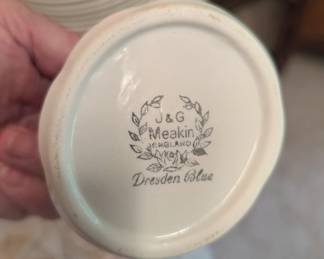 J & G
Meakin
ENGLAND
Dresden Blue